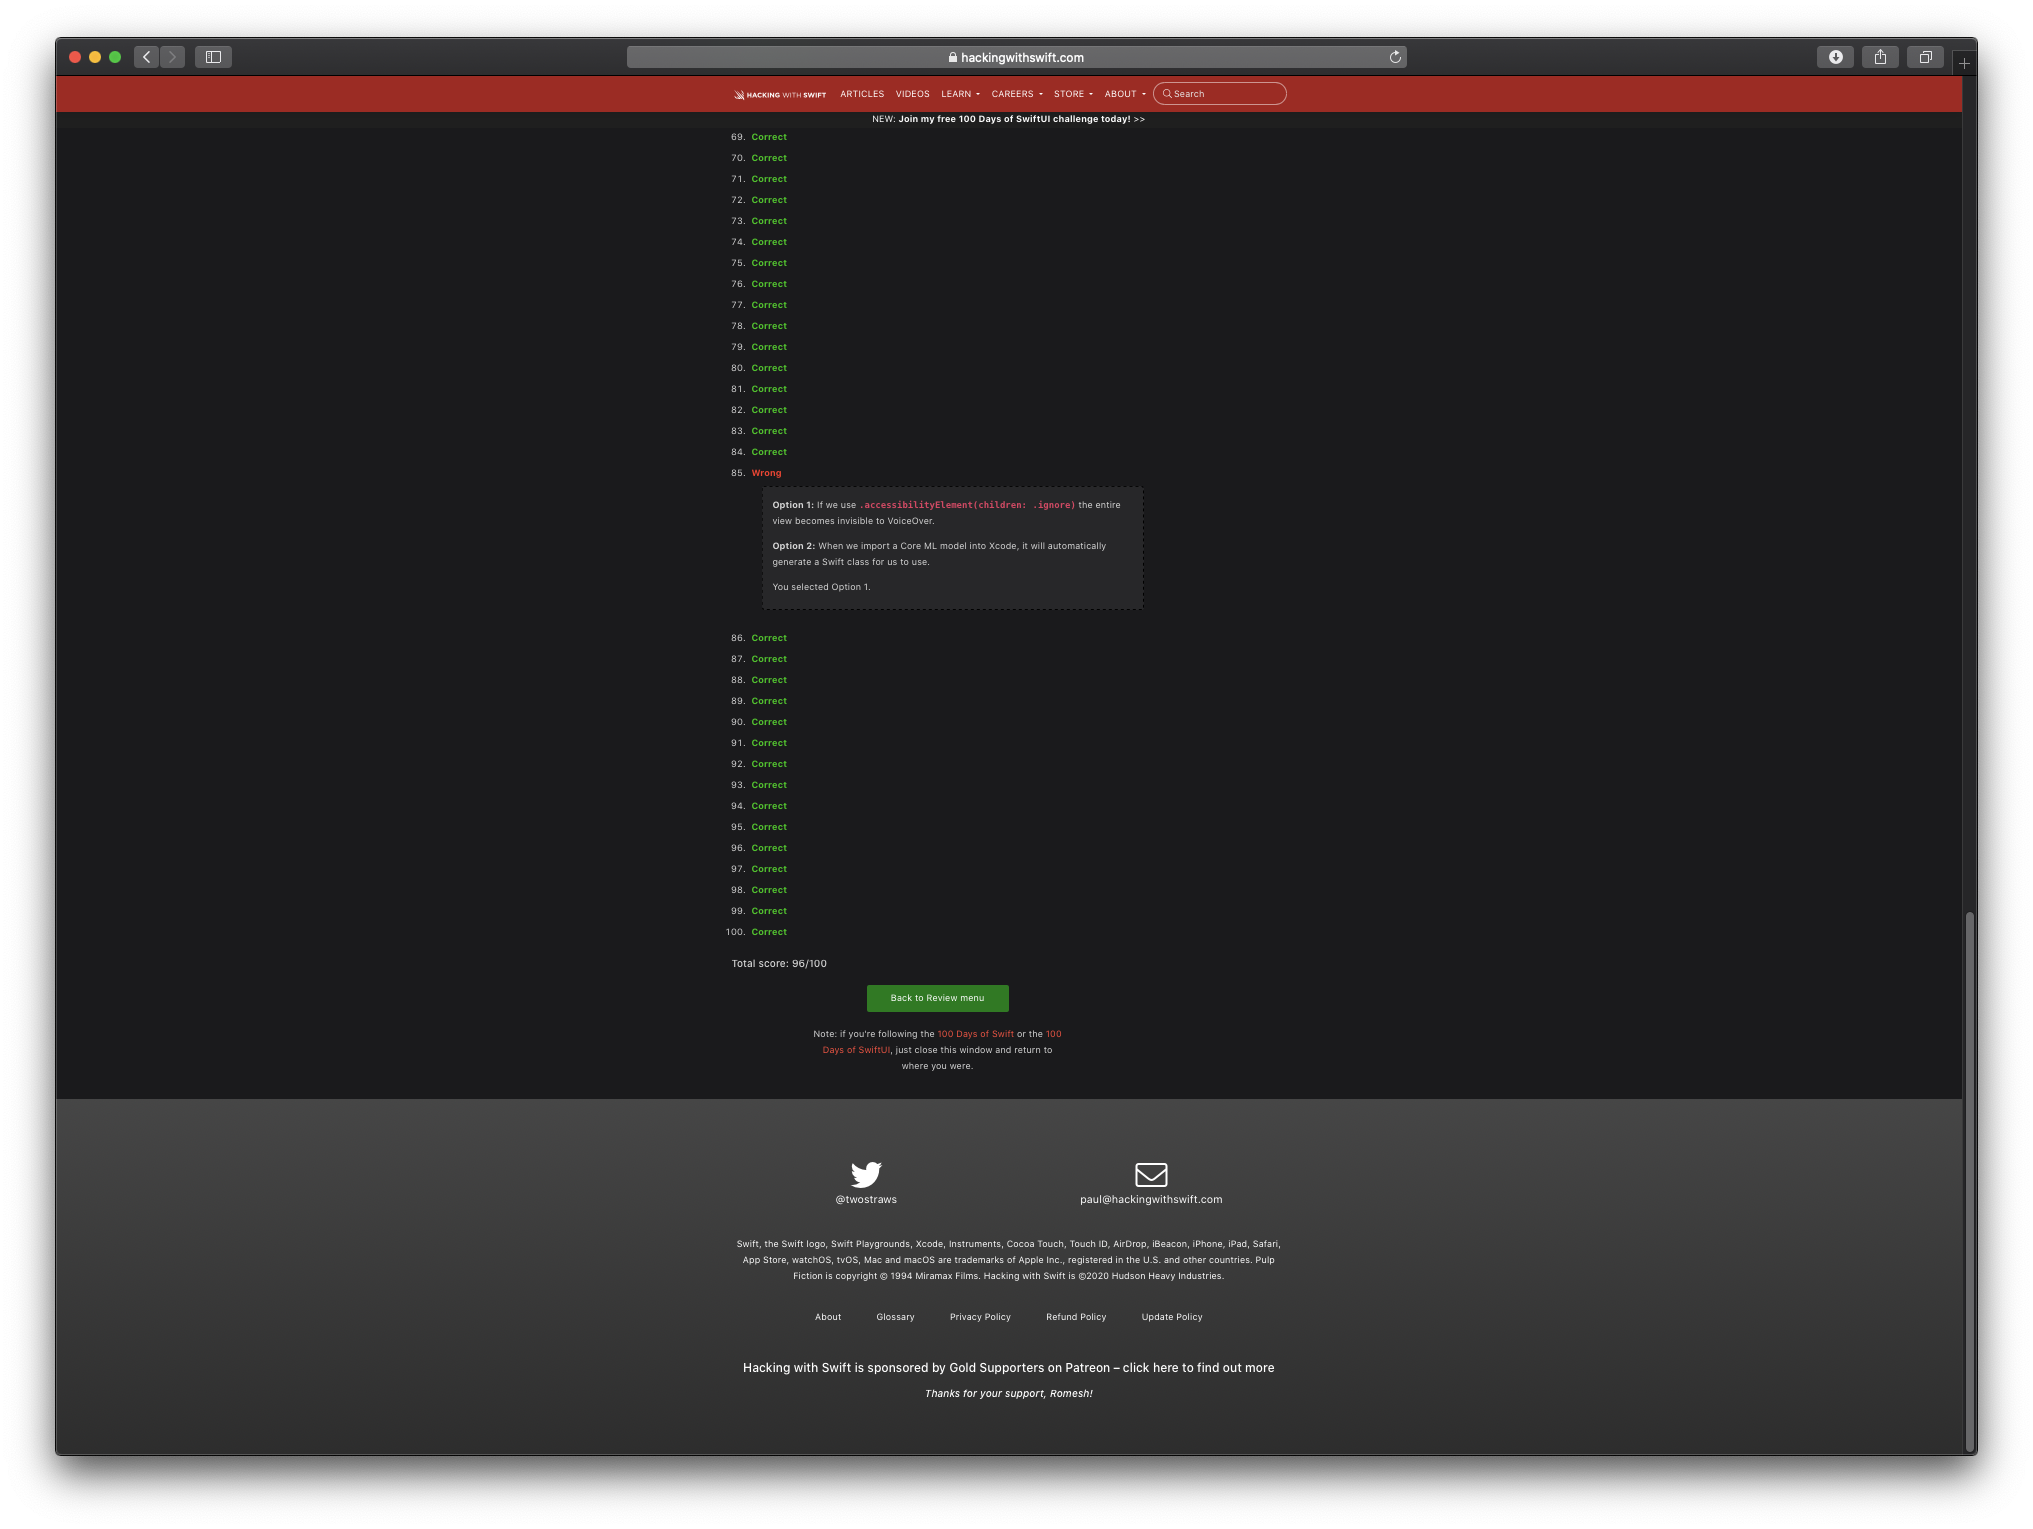 hackingwithswift.com
HACKING WITH SWIFT ARTICLES VIDEOS LEARN CAREERS STORE ABOUT Search
NEW: Join my free 100 Days of SwiftUI challenge today! >>
69. Correct
70. Correct
71. Correct
72. Correct
73. Correct
74. Correct
75. Correct
76. Correct
77. Correct
78. Correct
79. Correct
80. Correct
81. Correct
82. Correct
83. Correct
84. Correct
85. Wrong
Option 1: If we use .accessibilityElement(children: .ignore) the entire
view becomes invisible to VoiceOver.
Option 2: When we import a Core ML model into Xcode, it will automatically
generate a Swift class for us to use.
You selected Option 1.
86. Correct
87. Correct
88. Correct
89. Correct
90. Correct
91. Correct
92. Correct
93. Correct
94. Correct
95. Correct
96. Correct
97. Correct
98. Correct
99. Correct
100. Correct
Total score: 96/100
Back to Review menu
Note: if you're following the 100 Days of Swift or the 100
Days of SwiftUI, just close this window and return to
where you were.
@twostraws paul@hackingwithswift.com
Swift, the Swift logo, Swift Playgrounds, Xcode, Instruments, Cocoa Touch, Touch ID, AirDrop, iBeacon, iPhone, iPad, Safari,
App Store, watchOS, tvOS, Mac and macOS are trademarks of Apple Inc., registered in the U.S. and other countries. Pulp
Fiction is copyright © 1994 Miramax Films. Hacking with Swift is ©2020 Hudson Heavy Industries.
About Glossary Privacy Policy Refund Policy Update Policy
Hacking with Swift is sponsored by Gold Supporters on Patreon – click here to find out more
Thanks for your support, Romesh!